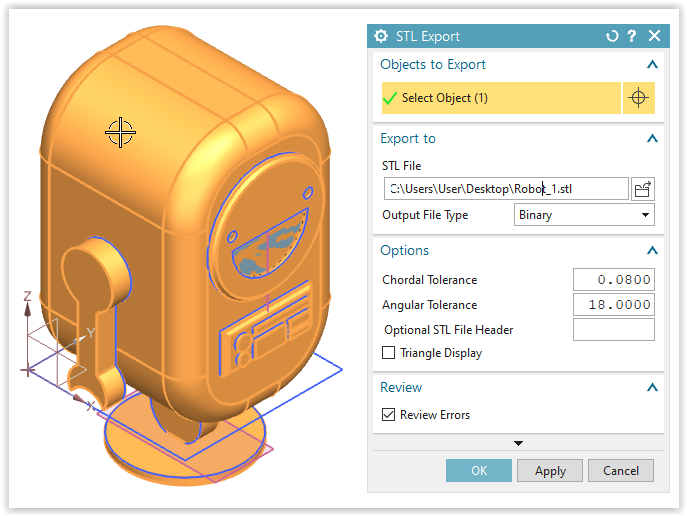 STL Export
Objects to Export
Select Object (1)
Export to
STL File
C:\Users\User\Desktop\Robot_1.stl
Output File Type Binary
Options
Chordal Tolerance 0.0800
Angular Tolerance 18.0000
Optional STL File Header
Triangle Display
Review
Review Errors
OK Apply Cancel
Z
Y
X